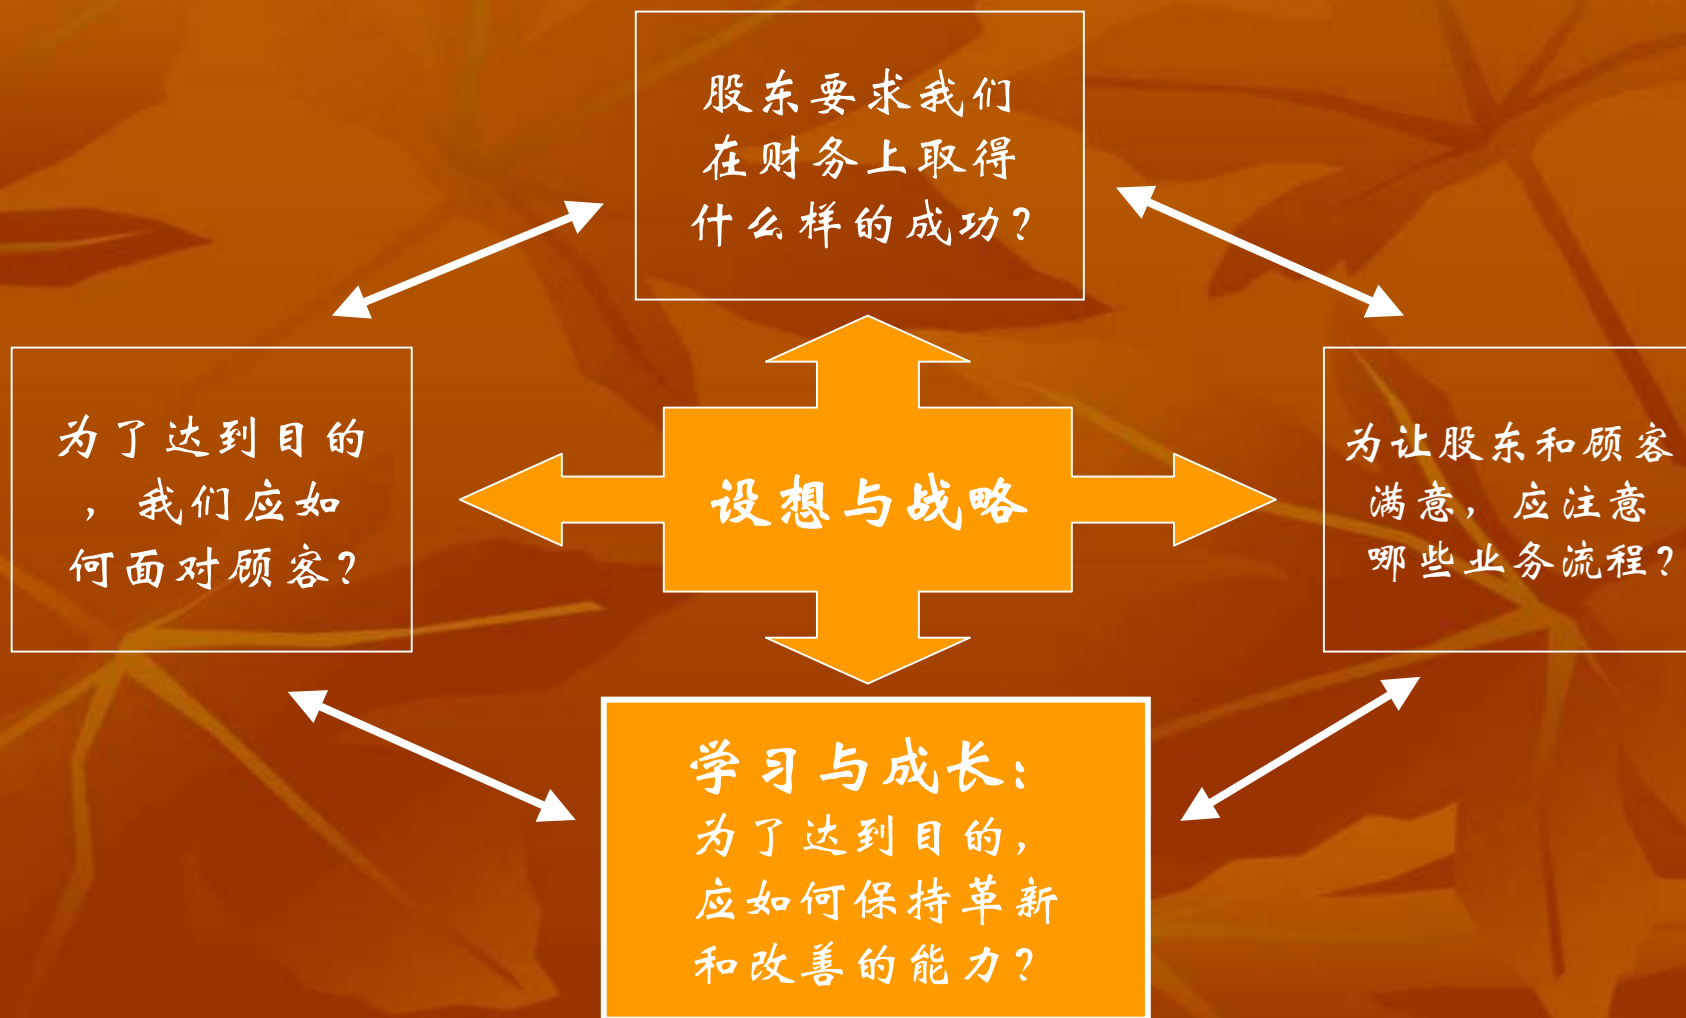 股东要求我们
在财务上取得
什么样的成功?
为了达到目的
，我们应如
何面对顾客?
设想与战略
为让股东和顾客
满意，应注意
哪些业务流程?
学习与成长:
为了达到目的，
应如何保持革新
和改善的能力?